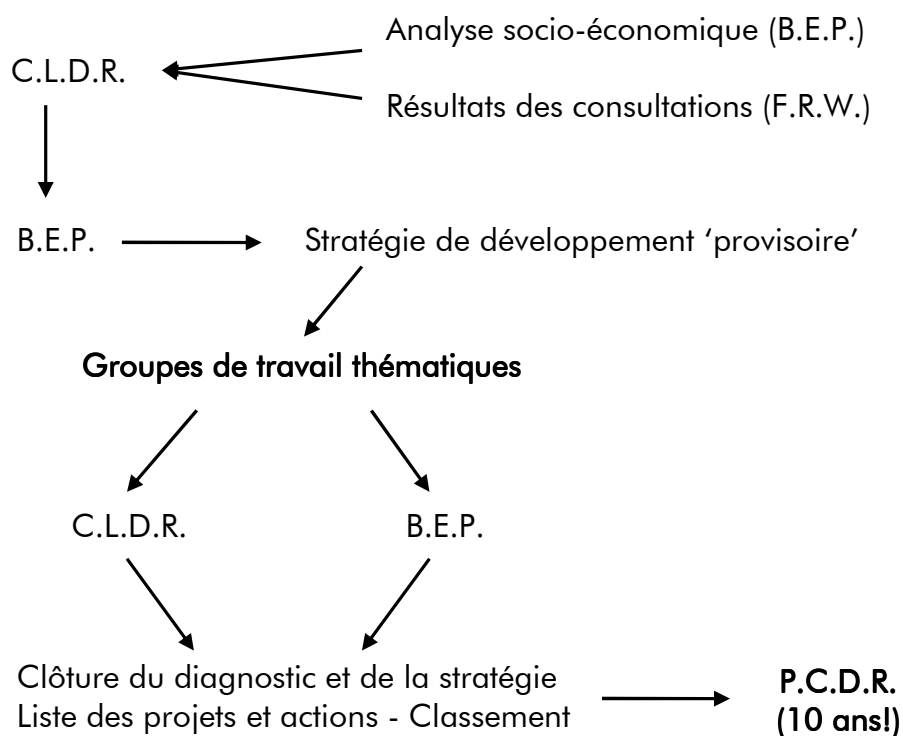 Analyse socio-économique (B.E.P.)
C.L.D.R.
Résultats des consultations (F.R.W.)
B.E.P.
Stratégie de développement ‘provisoire’
Groupes de travail thématiques
C.L.D.R.
B.E.P.
Clôture du diagnostic et de la stratégie
Liste des projets et actions - Classement
P.C.D.R.
(10 ans!)